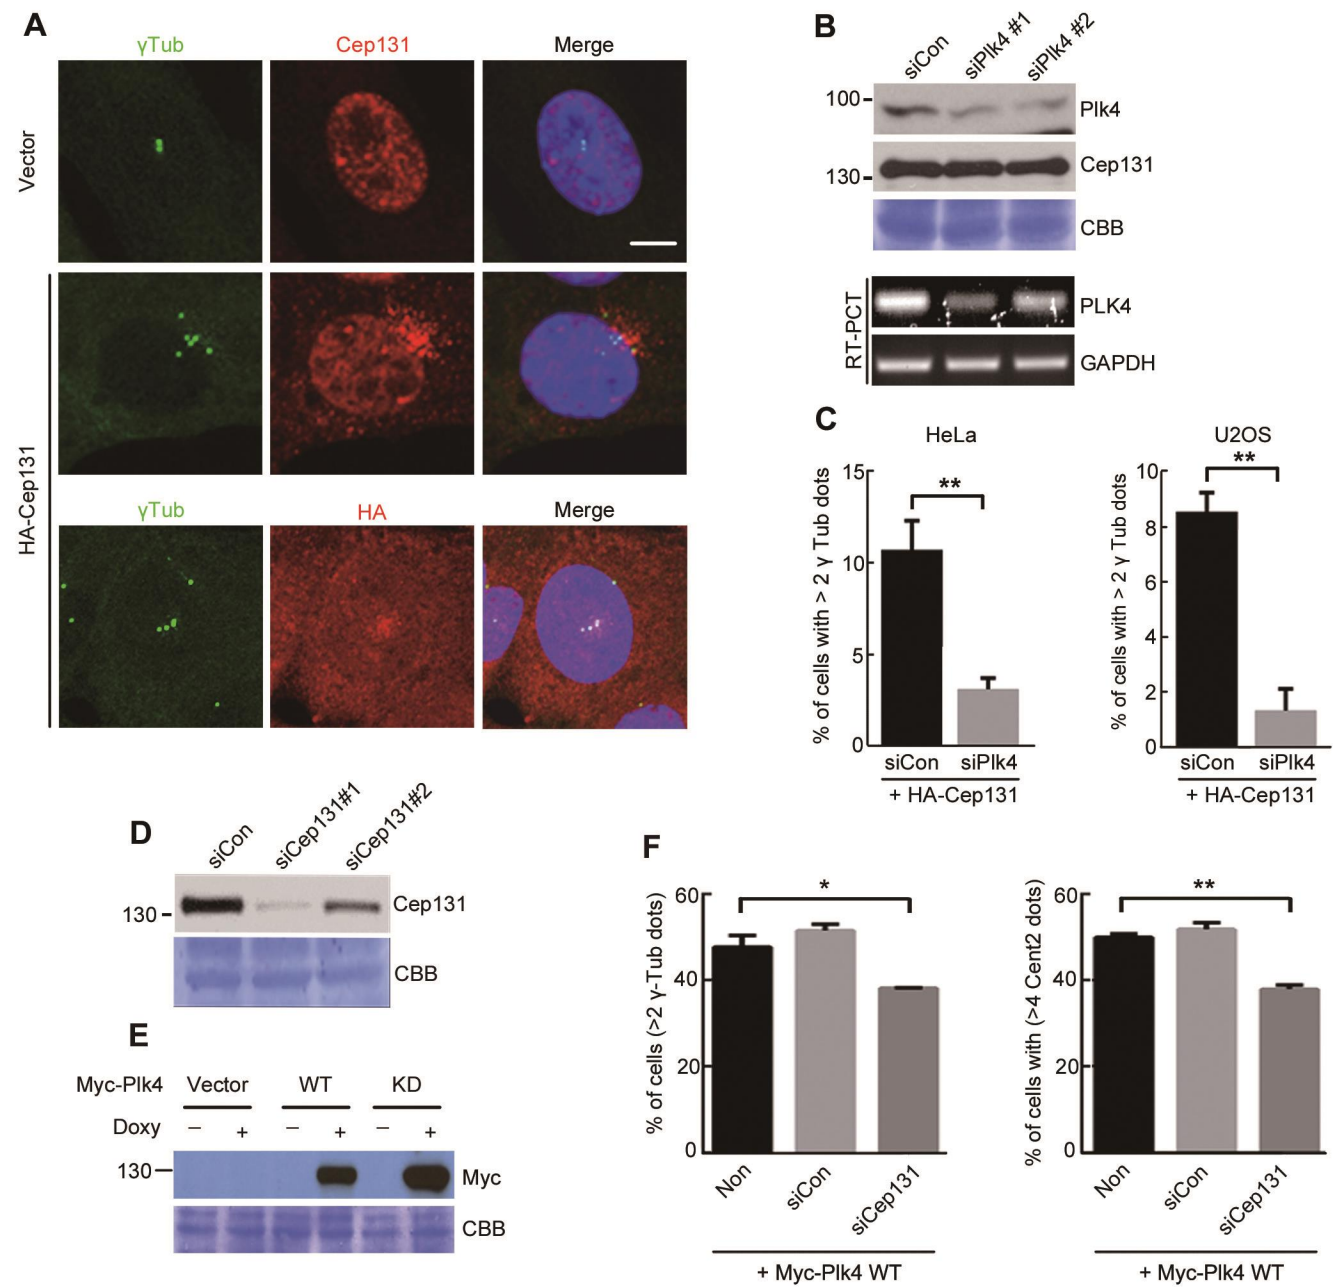 A
γTub
Cep131
Merge
Vector
HA-Cep131
γTub
HA
Merge
B
siCon
siPlk4 #1
siPlk4 #2
100
Plk4
130
Cep131
CBB
RT-PCT
PLK4
GAPDH
C
HeLa
% of cells with > 2 γ Tub dots
15
10
5
0
**
siCon
siPlk4
+ HA-Cep131
U2OS
% of cells with > 2 γ Tub dots
10
8
6
4
2
0
**
siCon
siPlk4
+ HA-Cep131
D
siCon
siCep131#1
siCep131#2
130
Cep131
CBB
E
Myc-Plk4
Vector
WT
KD
Doxy
– + – + – +
130
Myc
CBB
F
% of cells (>2 γ-Tub dots)
60
40
20
0
*
Non
siCon
siCep131
+ Myc-Plk4 WT
% of cells with (>4 Cent2 dots)
60
40
20
0
**
Non
siCon
siCep131
+ Myc-Plk4 WT